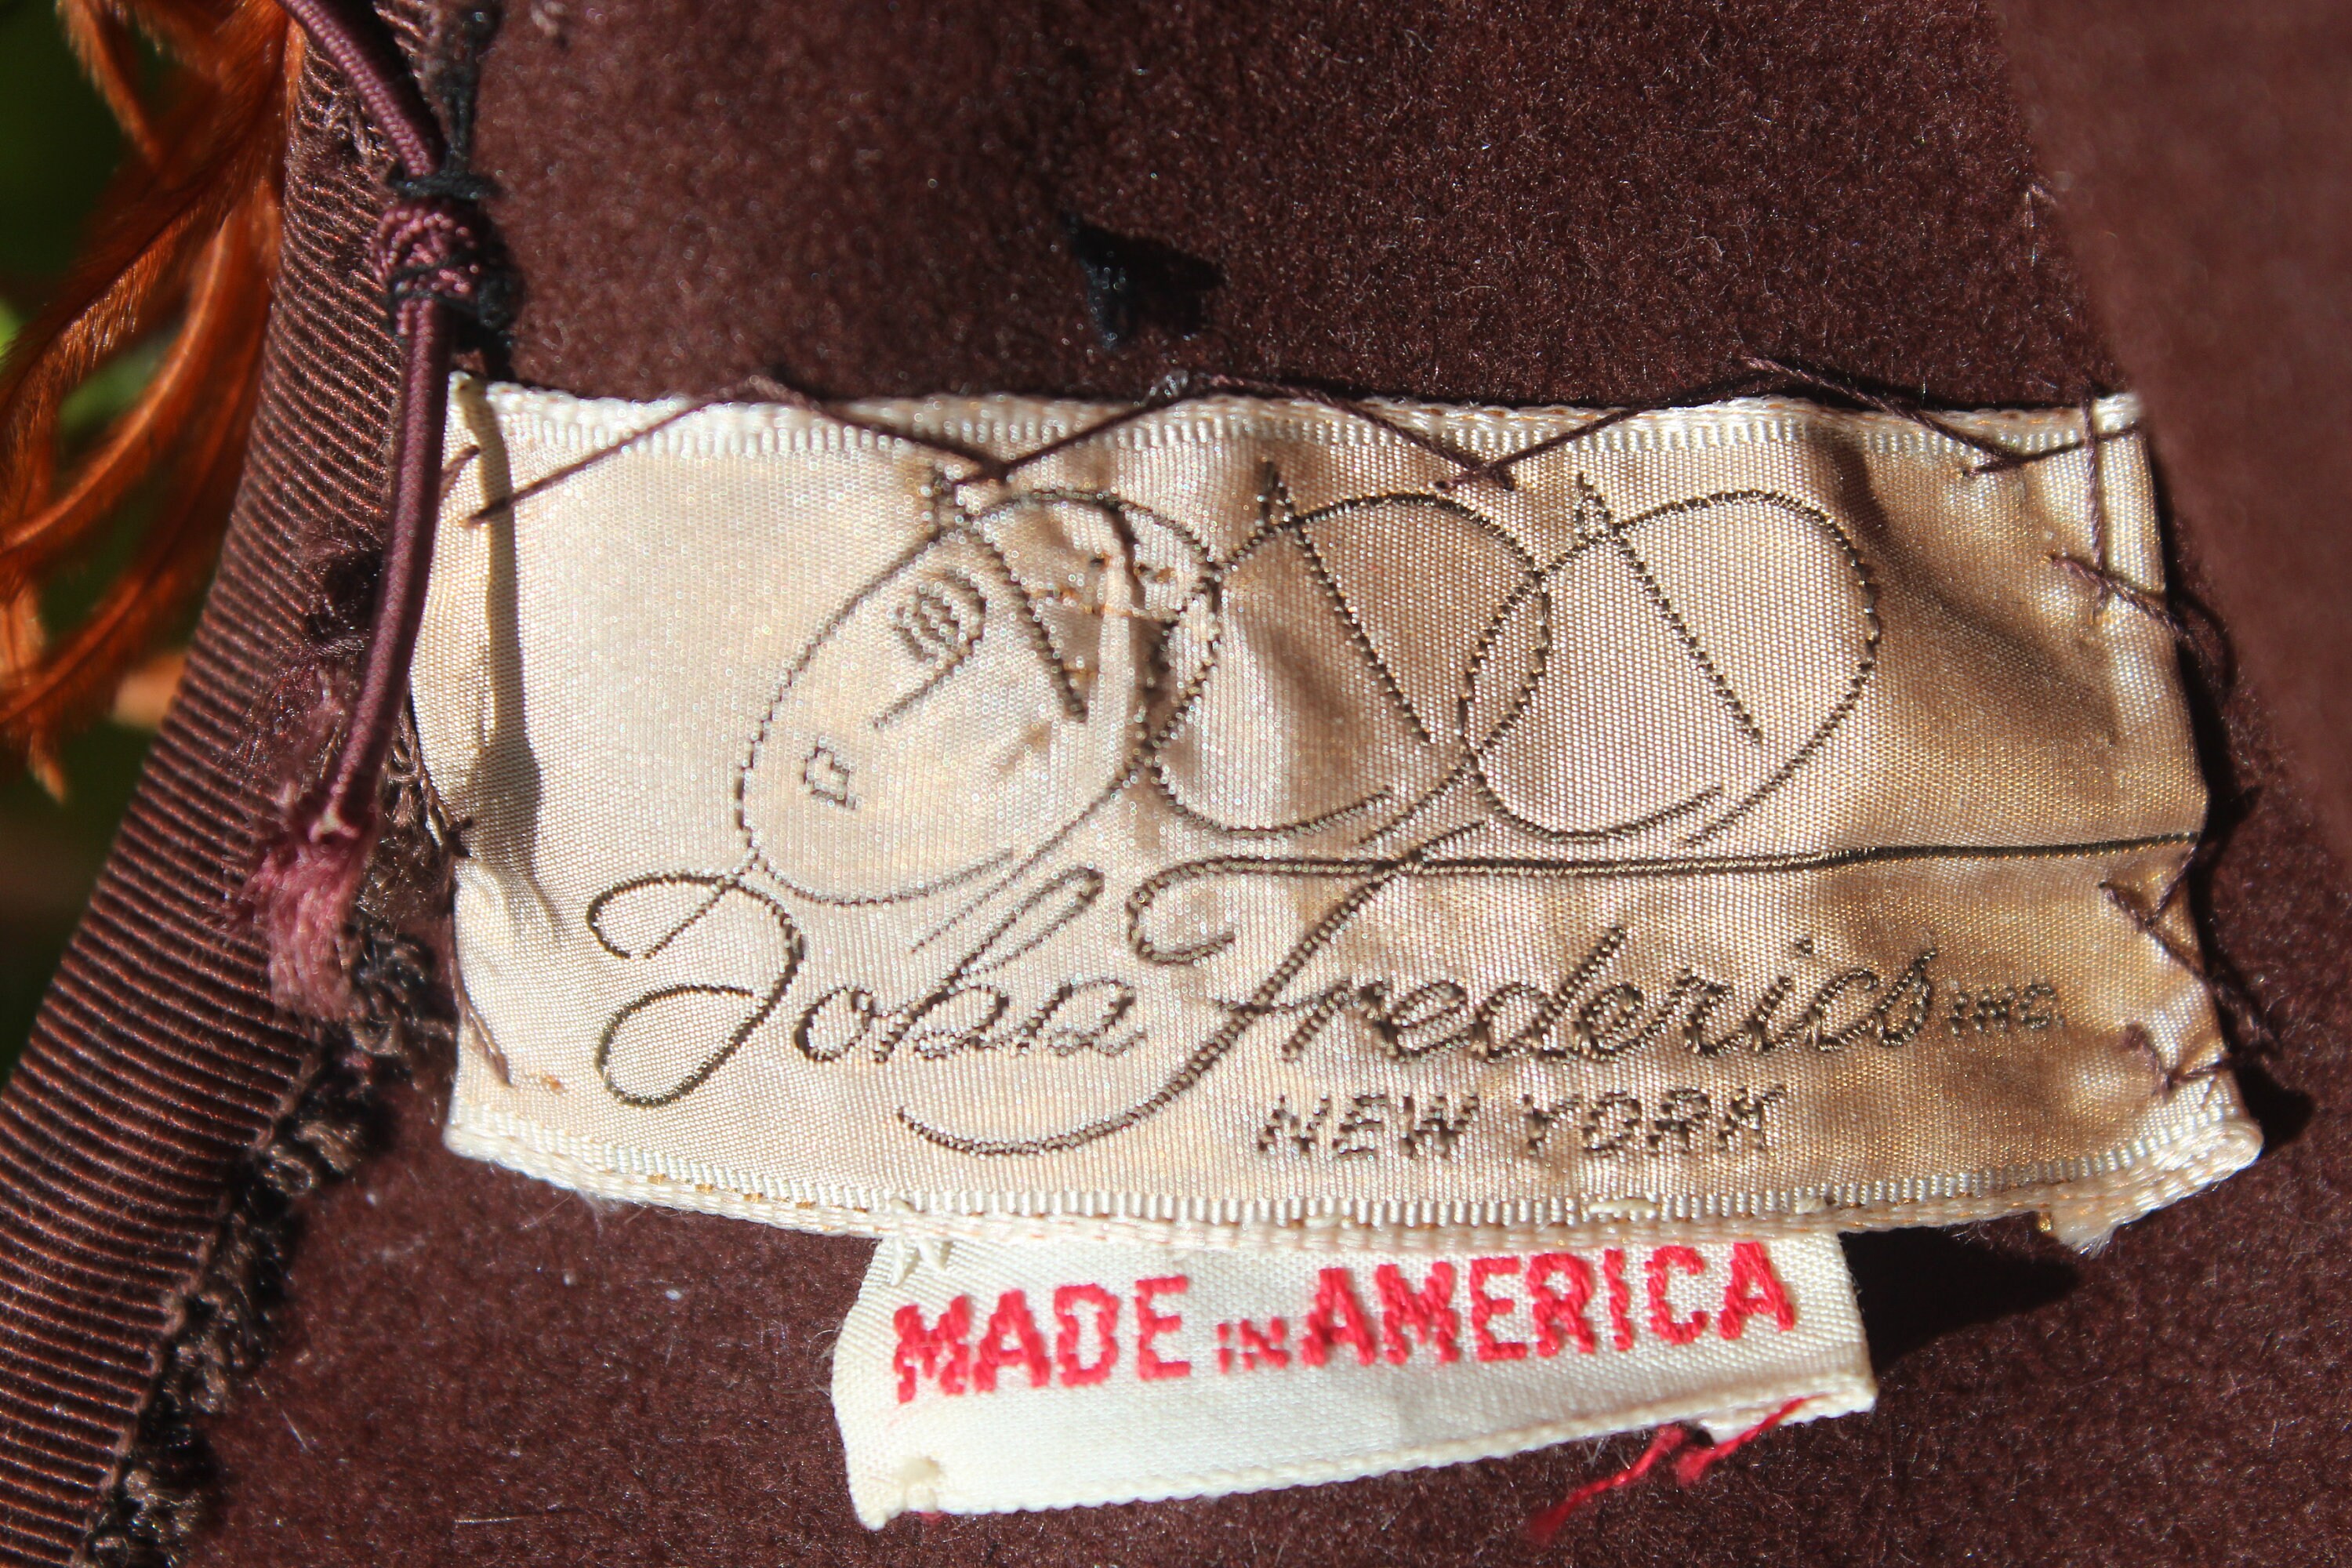 John Frederics INC.
NEW YORK
MADE IN AMERICA